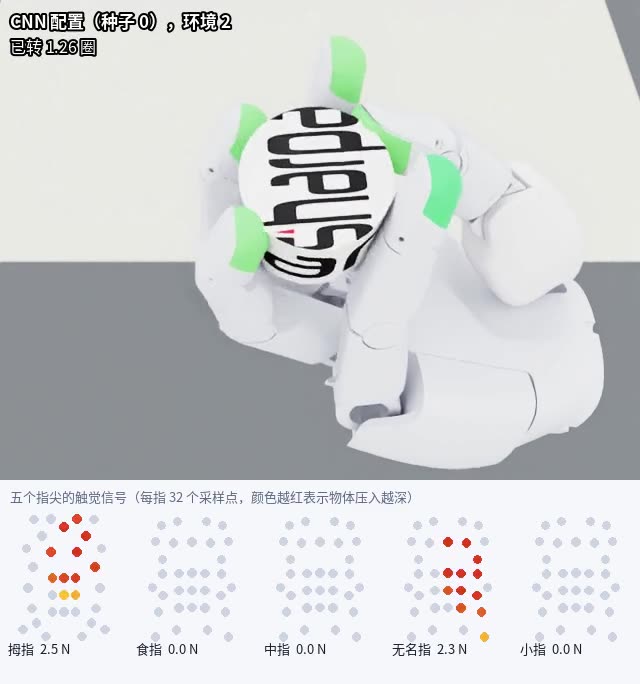 CNN 配置（种子 0），环境 2
已转 1.26 圈
五个指尖的触觉信号（每指 32 个采样点，颜色越红表示物体压入越深）
拇指 2.5 N
食指 0.0 N
中指 0.0 N
无名指 2.3 N
小指 0.0 N